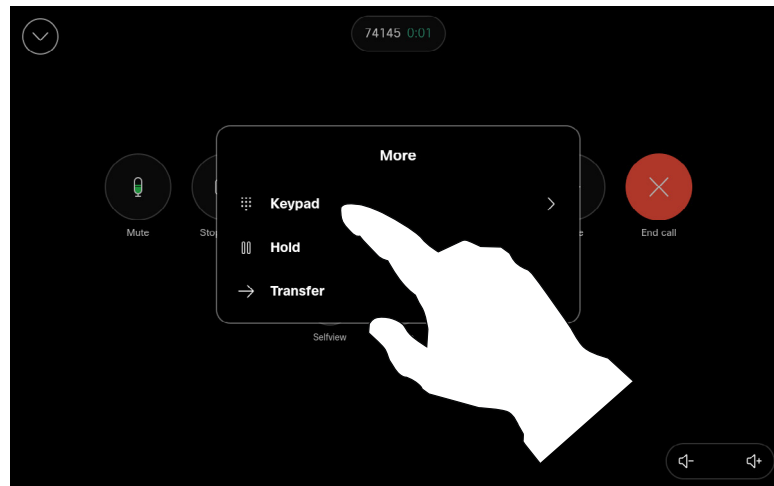 74145 0:01
More
Keypad
Hold
Transfer
Mute
End call
Selfview